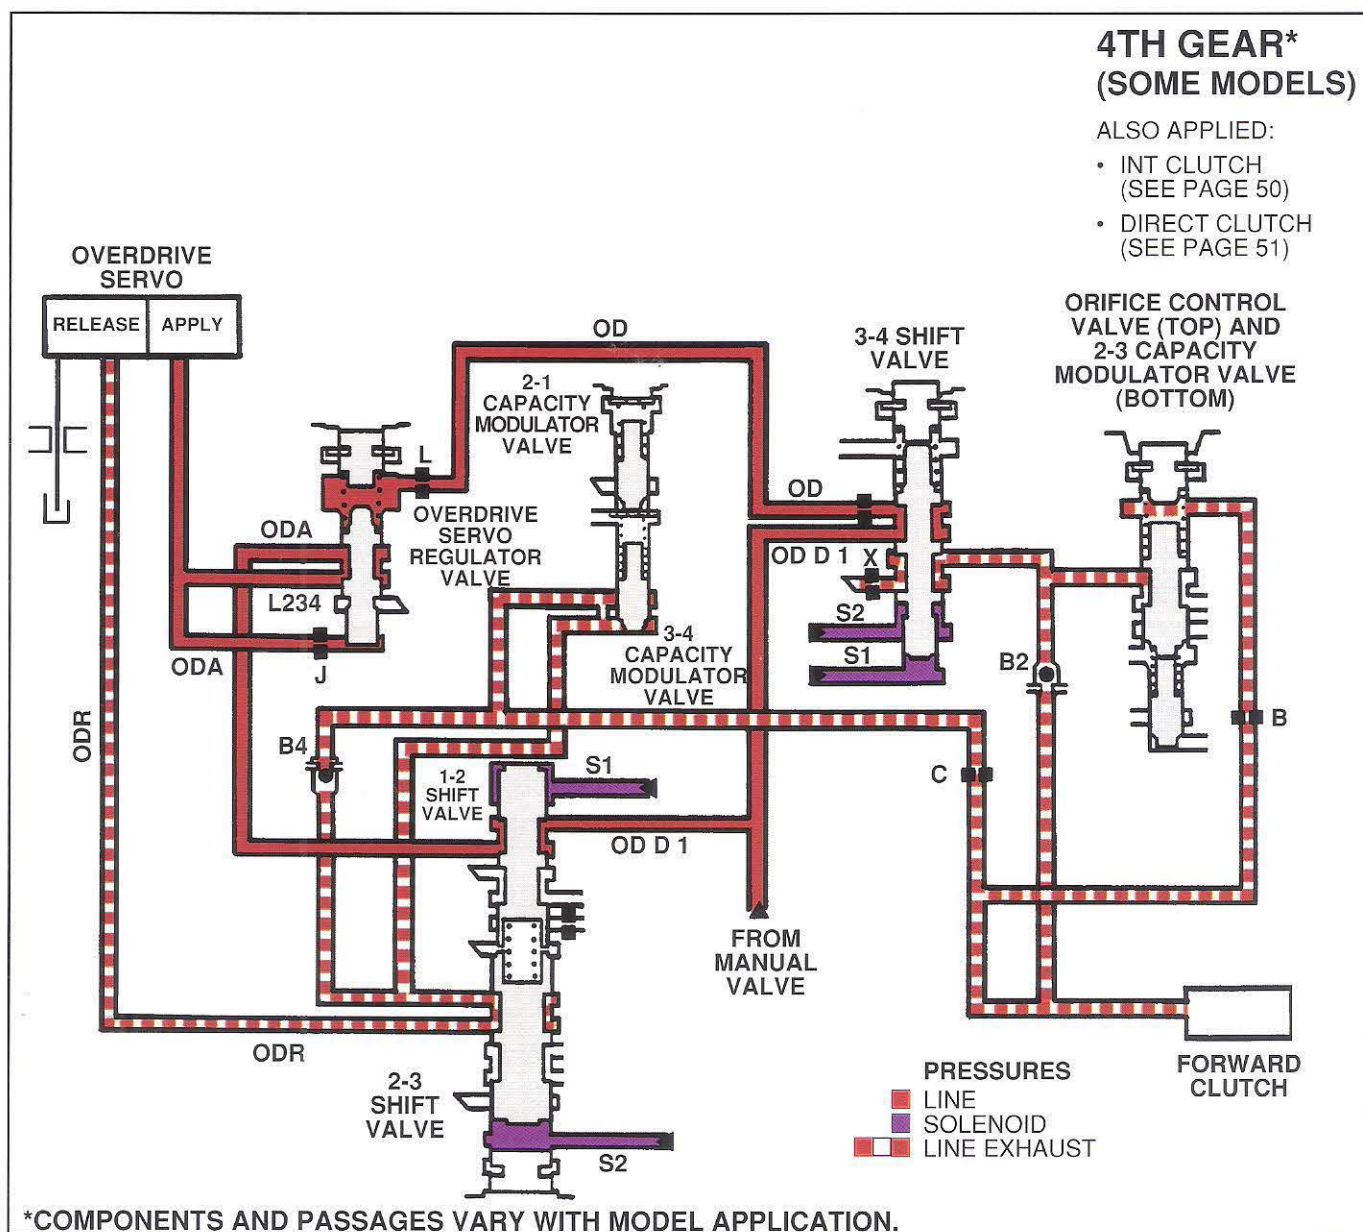 4TH GEAR*
(SOME MODELS)
ALSO APPLIED:
• INT CLUTCH
(SEE PAGE 50)
• DIRECT CLUTCH
(SEE PAGE 51)
OVERDRIVE
SERVO
RELEASE
APPLY
OD
2-1
CAPACITY
MODULATOR
VALVE
3-4 SHIFT
VALVE
ORIFICE CONTROL
VALVE (TOP) AND
2-3 CAPACITY
MODULATOR VALVE
(BOTTOM)
L
OD
OVERDRIVE
SERVO
REGULATOR
VALVE
ODA
OD D 1
X
L234
S2
3-4
CAPACITY
MODULATOR
VALVE
S1
B2
ODA
J
ODR
B4
B
C
1-2
SHIFT
VALVE
S1
OD D 1
FROM
MANUAL
VALVE
ODR
2-3
SHIFT
VALVE
S2
FORWARD
CLUTCH
PRESSURES
LINE
SOLENOID
LINE EXHAUST
*COMPONENTS AND PASSAGES VARY WITH MODEL APPLICATION.